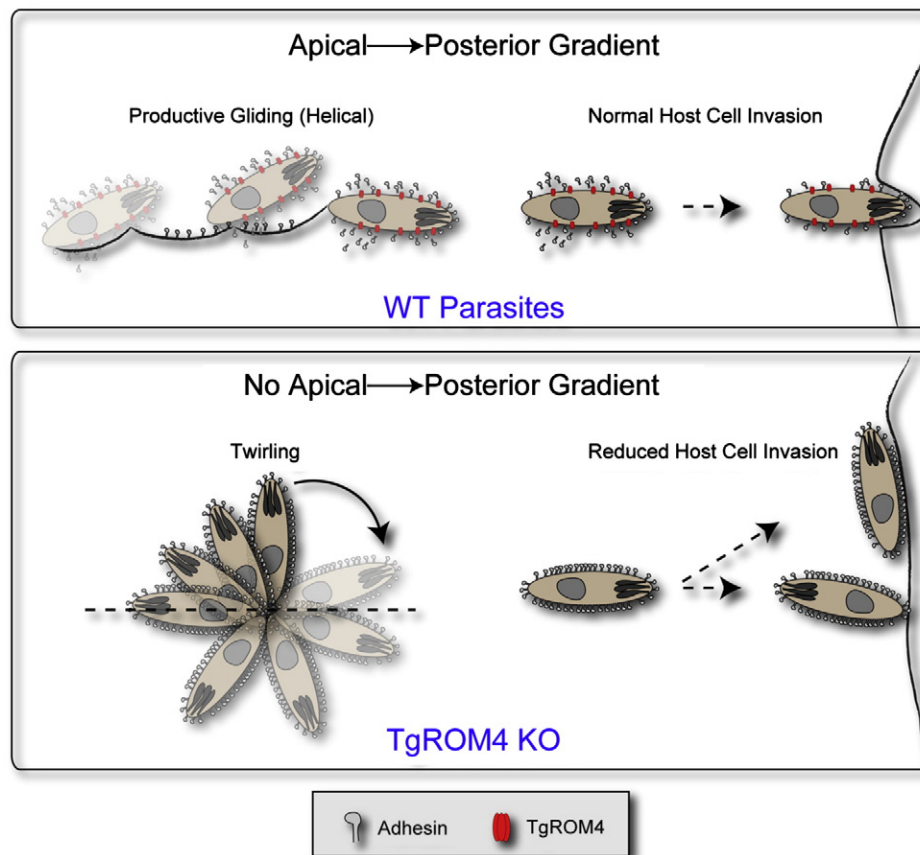 Apical→Posterior Gradient
Productive Gliding (Helical)
Normal Host Cell Invasion
WT Parasites
No Apical→Posterior Gradient
Twirling
Reduced Host Cell Invasion
TgROM4 KO
Adhesin
TgROM4